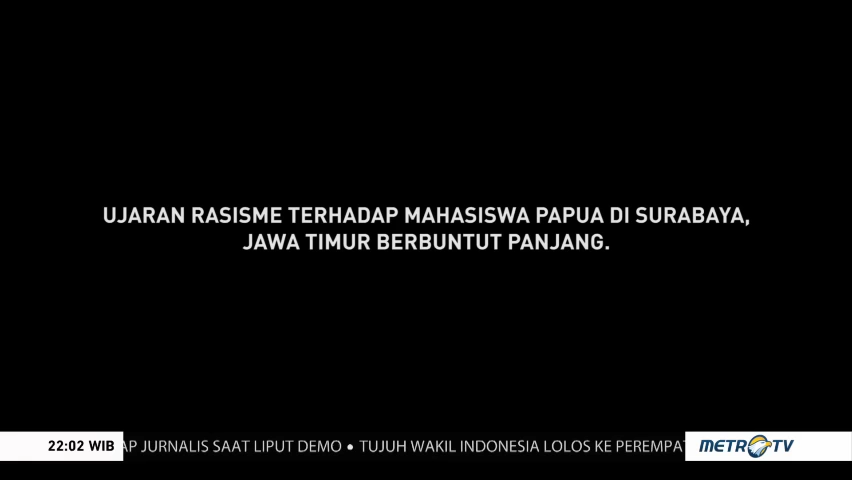 UJARAN RASISME TERHADAP MAHASISWA PAPUA DI SURABAYA,
JAWA TIMUR BERBUNTUT PANJANG.
22:02 WIB
JURNALIS SAAT LIPUT DEMO • TUJUH WAKIL INDONESIA LOLOS KE
METRO TV